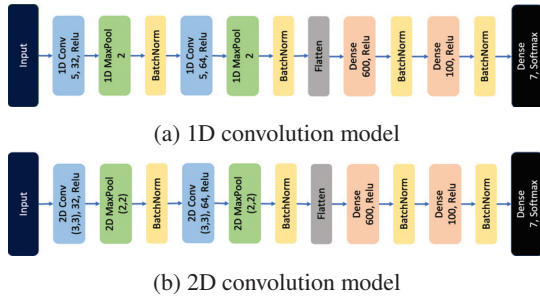 Input
1D Conv
5, 32, Relu
1D MaxPool
2
BatchNorm
1D Conv
5, 64, Relu
1D MaxPool
2
BatchNorm
Flatten
Dense
600, Relu
BatchNorm
Dense
100, Relu
BatchNorm
Dense
7, Softmax
(a) 1D convolution model
Input
2D Conv
(3,3), 32, Relu
2D MaxPool
(2,2)
BatchNorm
2D Conv
(3,3), 64, Relu
2D MaxPool
(2,2)
BatchNorm
Flatten
Dense
600, Relu
BatchNorm
Dense
100, Relu
BatchNorm
Dense
7, Softmax
(b) 2D convolution model